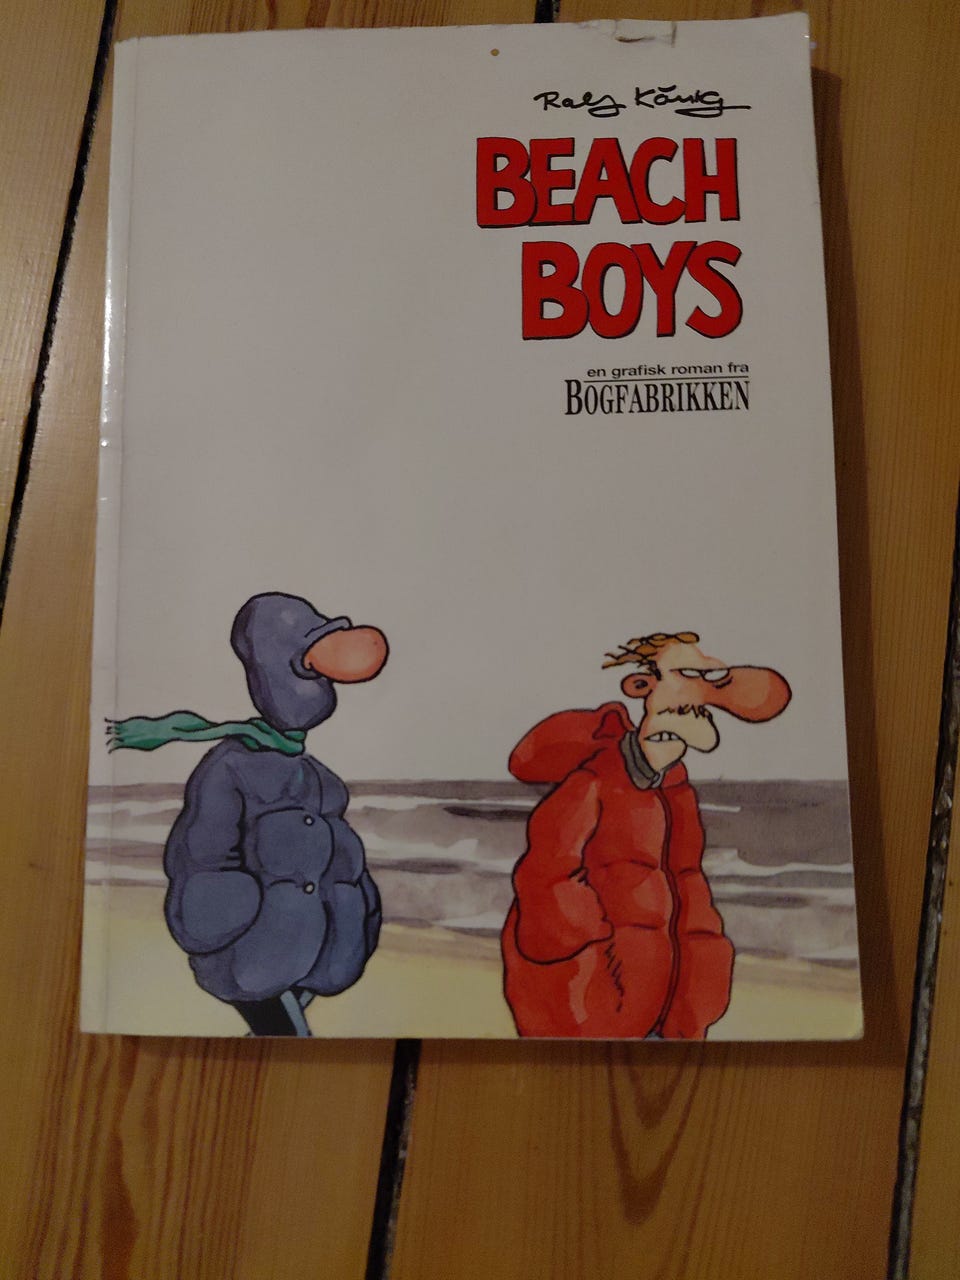 Ralf König
BEACH
BOYS
en grafisk roman fra
BOGFABRIKKEN